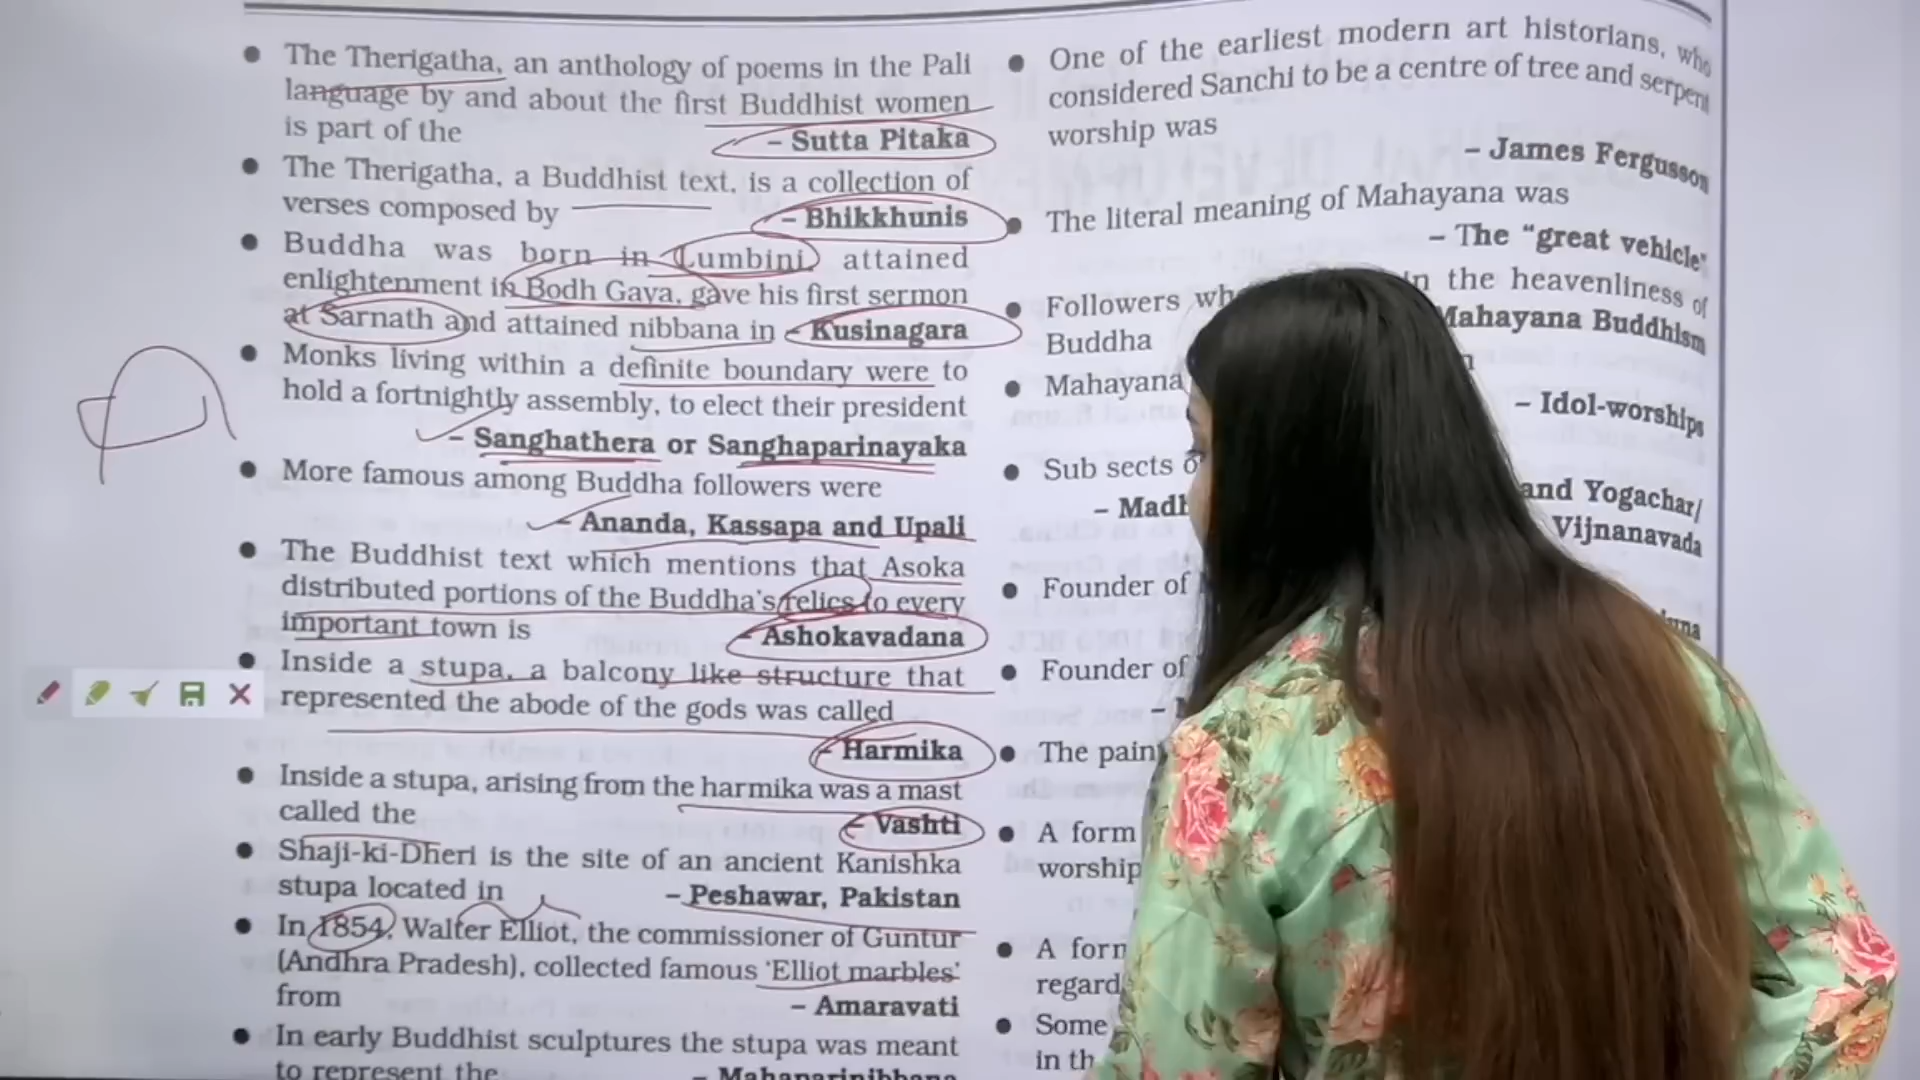 • The Therigatha, an anthology of poems in the Pali
language by and about the first Buddhist women
is part of the – Sutta Pitaka
• The Therigatha, a Buddhist text, is a collection of
verses composed by – Bhikkhunis
• Buddha was born in Lumbini, attained
enlightenment in Bodh Gaya, gave his first sermon
at Sarnath and attained nibbana in – Kusinagara
• Monks living within a definite boundary were to
hold a fortnightly assembly, to elect their president
– Sanghathera or Sanghaparinayaka
• More famous among Buddha followers were
– Ananda, Kassapa and Upali
• The Buddhist text which mentions that Asoka
distributed portions of the Buddha's relics to every
important town is – Ashokavadana
• Inside a stupa, a balcony like structure that
represented the abode of the gods was called
– Harmika
• Inside a stupa, arising from the harmika was a mast
called the – Vashti
• Shaji-ki-Dheri is the site of an ancient Kanishka
stupa located in – Peshawar, Pakistan
• In 1854, Walter Elliot, the commissioner of Guntur
(Andhra Pradesh), collected famous 'Elliot marbles'
from – Amaravati
• In early Buddhist sculptures the stupa was meant
to represent the – Mahaparinibbana
• One of the earliest modern art historians, who
considered Sanchi to be a centre of tree and serpent
worship was
– James Fergusson
• The literal meaning of Mahayana was
– The "great vehicle"
• Followers in the heavenliness of
Buddha Mahayana Buddhism
• Mahayana
– Idol-worships
• Sub sects
and Yogachar/
Vijnanavada
• Founder of
• Founder of
• The
• A form
worship
• A form
regard
• Some
in